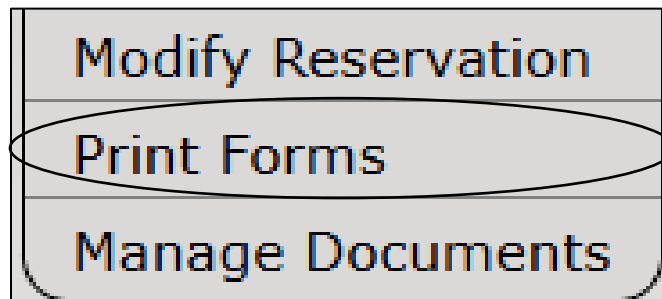 Modify Reservation
Print Forms
Manage Documents